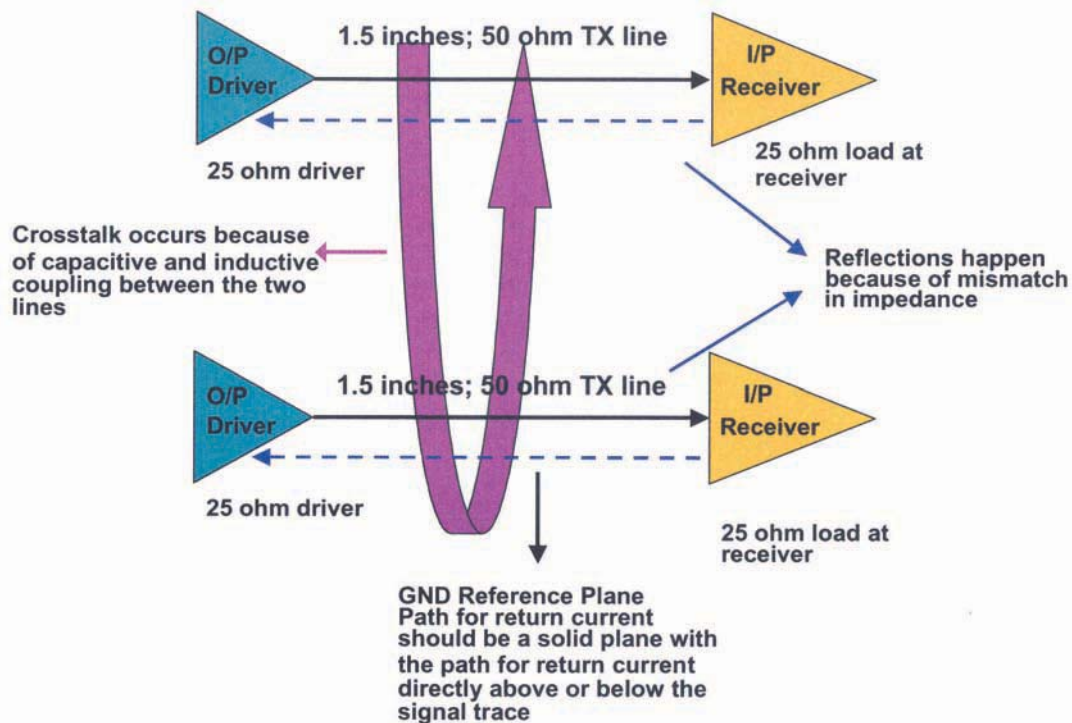 1.5 inches; 50 ohm TX line
O/P
Driver
I/P
Receiver
25 ohm driver
25 ohm load at
receiver
Crosstalk occurs because
of capacitive and inductive
coupling between the two
lines
Reflections happen
because of mismatch
in impedance
1.5 inches; 50 ohm TX line
O/P
Driver
I/P
Receiver
25 ohm driver
25 ohm load at
receiver
GND Reference Plane
Path for return current
should be a solid plane with
the path for return current
directly above or below the
signal trace